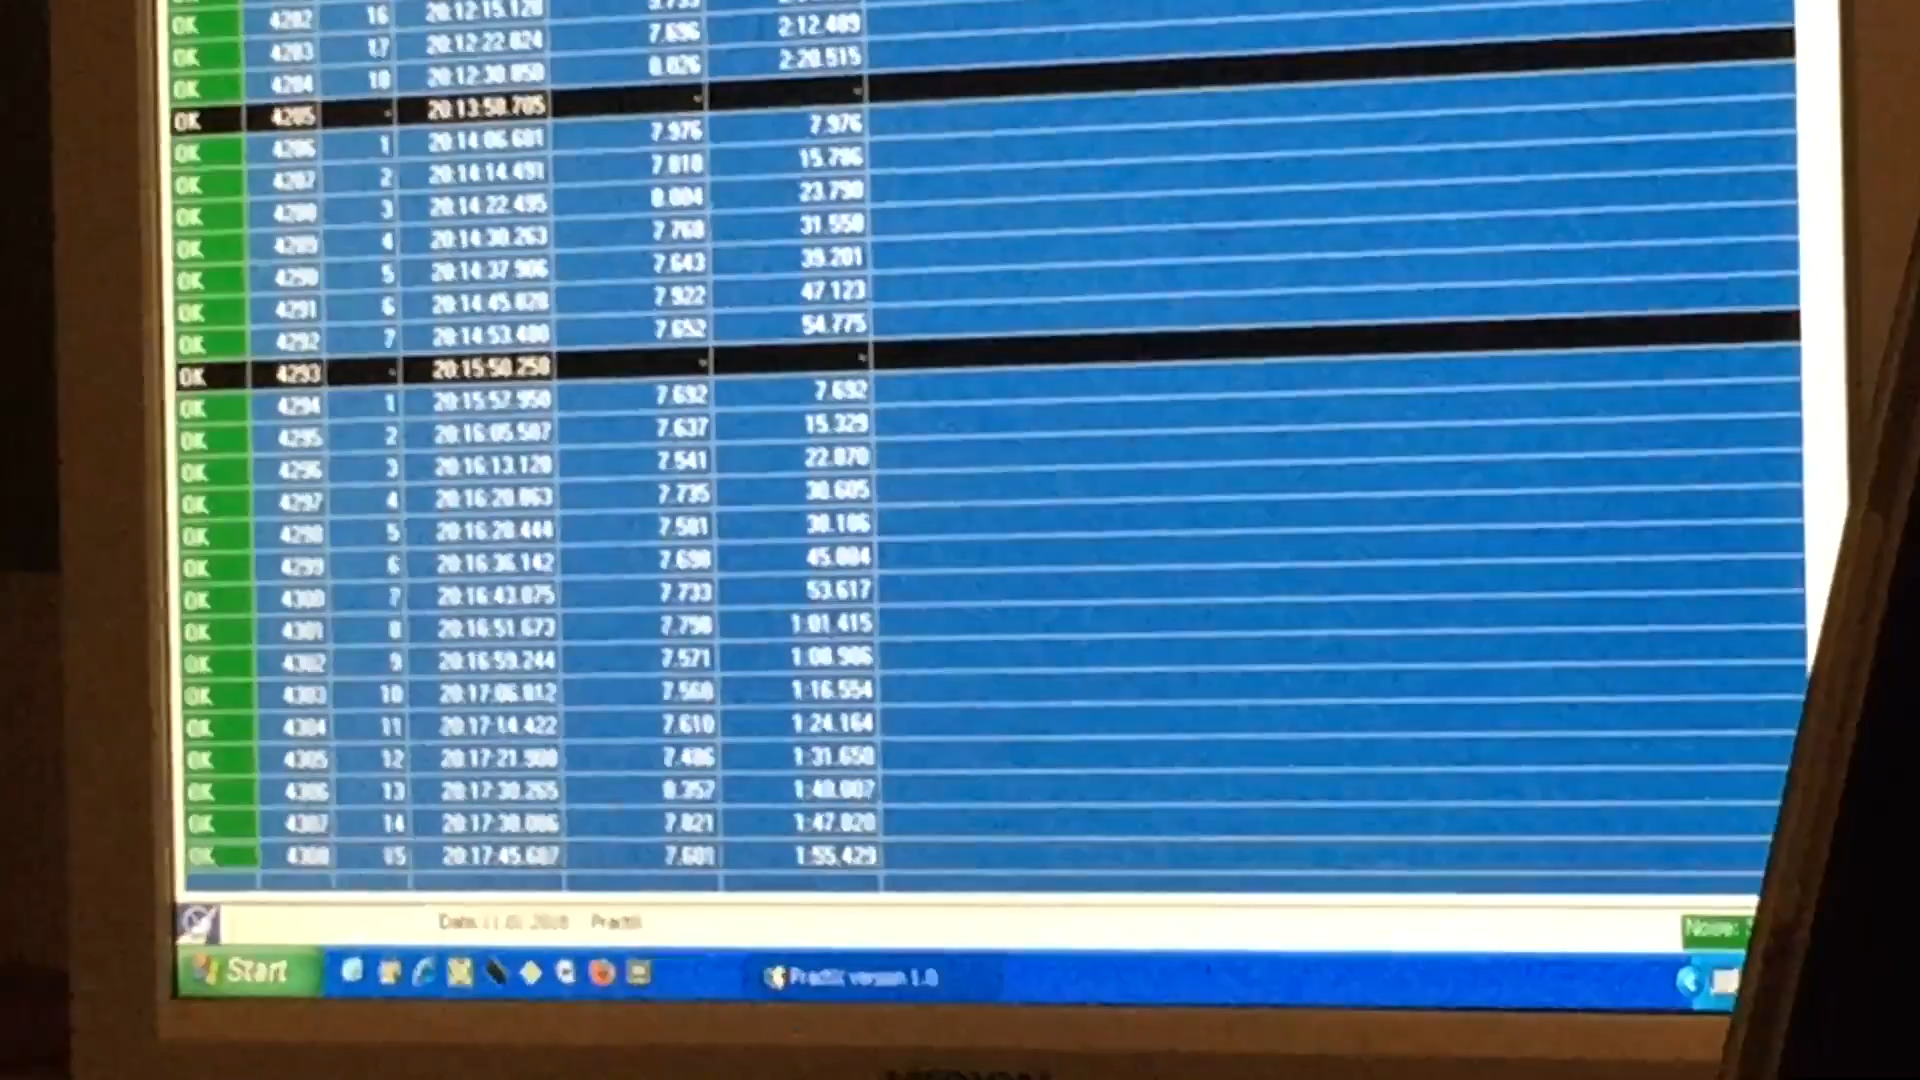 OK 4282 16 20:12:15.128
OK 4283 17 20:12:22.824 7.696 2:12.489
OK 4284 18 20:12:30.850 8.026 2:20.515
OK 4285 - 20:13:58.705 - -
OK 4286 1 20:14:06.681 7.976 7.976
OK 4287 2 20:14:14.491 7.810 15.786
OK 4288 3 20:14:22.495 8.004 23.790
OK 4289 4 20:14:30.263 7.768 31.558
OK 4290 5 20:14:37.906 7.643 39.201
OK 4291 6 20:14:45.828 7.922 47.123
OK 4292 7 20:14:53.480 7.652 54.775
OK 4293 - 20:15:50.258 - -
OK 4294 1 20:15:57.950 7.692 7.692
OK 4295 2 20:16:05.587 7.637 15.329
OK 4296 3 20:16:13.128 7.541 22.870
OK 4297 4 20:16:20.863 7.735 30.605
OK 4298 5 20:16:28.444 7.581 38.186
OK 4299 6 20:16:36.142 7.698 45.884
OK 4300 7 20:16:43.875 7.733 53.617
OK 4301 8 20:16:51.673 7.798 1:01.415
OK 4302 9 20:16:59.244 7.571 1:08.986
OK 4303 10 20:17:06.812 7.568 1:16.554
OK 4304 11 20:17:14.422 7.610 1:24.164
OK 4305 12 20:17:21.908 7.486 1:31.650
OK 4306 13 20:17:30.265 8.357 1:40.007
OK 4307 14 20:17:38.086 7.821 1:47.828
OK 4308 15 20:17:45.687 7.601 1:55.429
Start
version 1.0